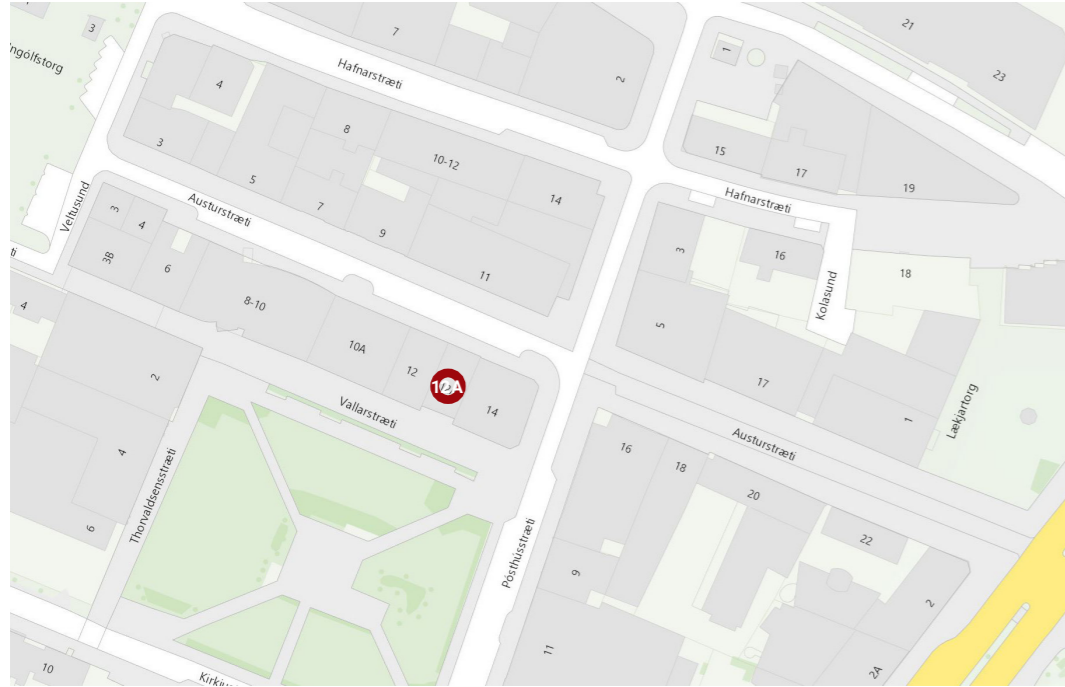 7
21
3
Ingólfstorg
Hafnarstræti
1
2
23
4
8
10-12
15
17
3
5
7
14
19
Veltusund
Austurstræti
Hafnarstræti
9
3
4
11
3
16
3B
6
18
8-10
Kolasund
4
5
10A
12
12A
17
2
14
Vallarstræti
1
Lækjartorg
Austurstræti
16
18
20
4
Thorvaldsensstræti
6
22
Pósthússtræti
9
2
11
10
2A